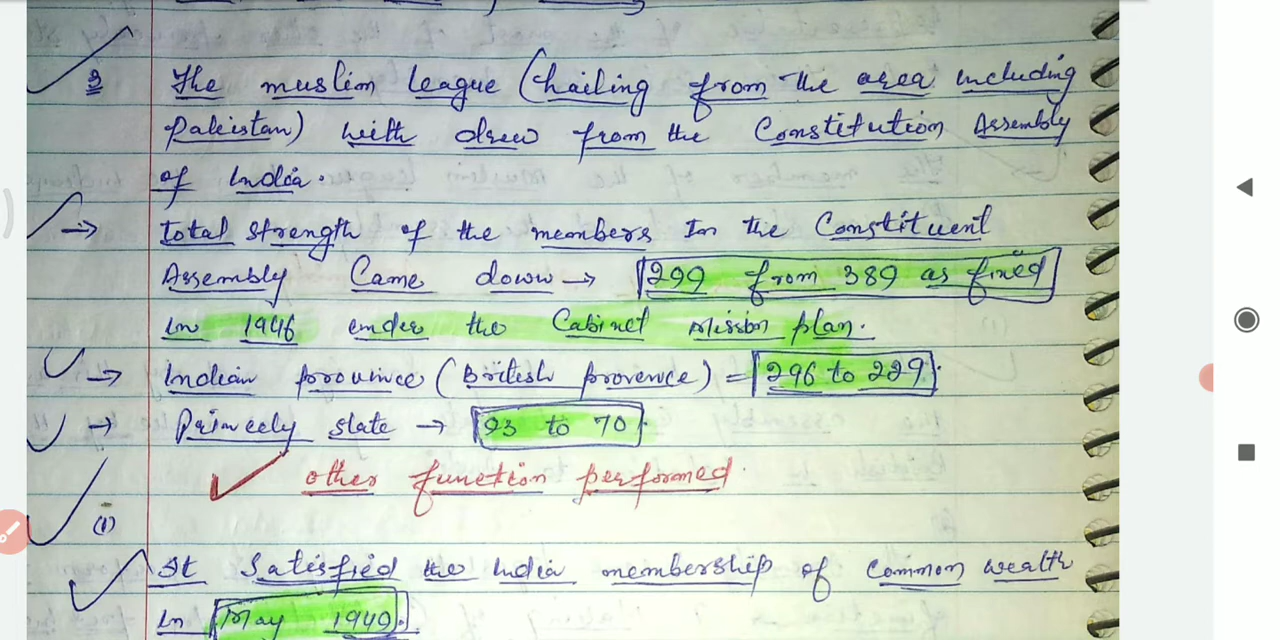 3 The muslim league (hailing from the area including
Pakistan) with drew from the Constitution Assembly
of India.
→ total strength of the members In the Constituent
Assembly Came down → 299 from 389 as fixed
In 1946 under the Cabinet Mission plan.
→ Indian province (British provence) = 296 to 229.
→ Princely state → 93 to 70.
other function performed.
(1)
It Satisfied the India membership of Common wealth
In May 1949.